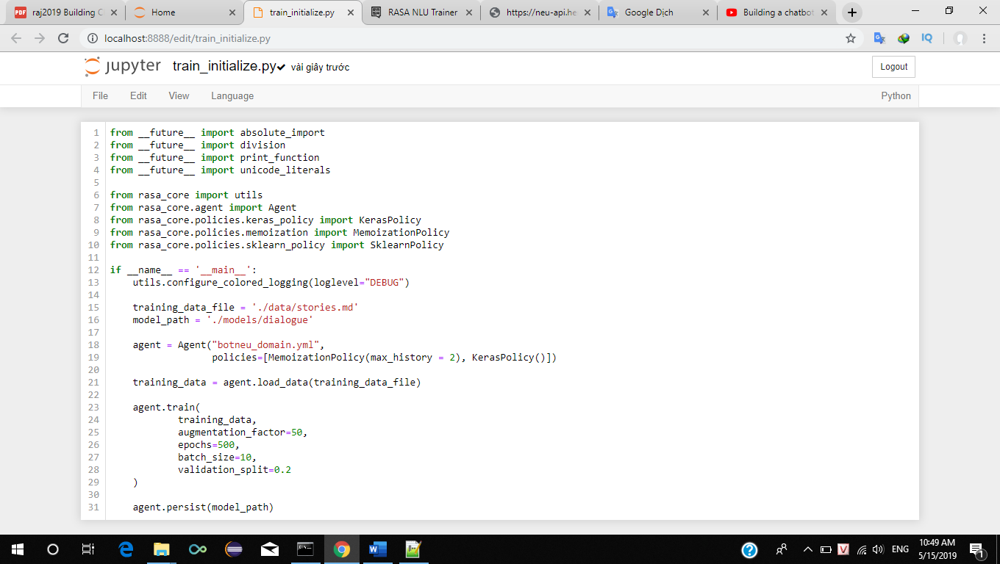 raj2019 Building C
Home
train_initialize.py
RASA NLU Trainer
https://neu-api.he
Google Dịch
Building a chatbot
localhost:8888/edit/train_initialize.py
jupyter train_initialize.py vài giây trước
Logout
File Edit View Language Python
1 from __future__ import absolute_import
2 from __future__ import division
3 from __future__ import print_function
4 from __future__ import unicode_literals
5
6 from rasa_core import utils
7 from rasa_core.agent import Agent
8 from rasa_core.policies.keras_policy import KerasPolicy
9 from rasa_core.policies.memoization import MemoizationPolicy
10 from rasa_core.policies.sklearn_policy import SklearnPolicy
11
12 if __name__ == '__main__':
13 utils.configure_colored_logging(loglevel="DEBUG")
14
15 training_data_file = './data/stories.md'
16 model_path = './models/dialogue'
17
18 agent = Agent("botneu_domain.yml",
19 policies=[MemoizationPolicy(max_history = 2), KerasPolicy()])
20
21 training_data = agent.load_data(training_data_file)
22
23 agent.train(
24 training_data,
25 augmentation_factor=50,
26 epochs=500,
27 batch_size=10,
28 validation_split=0.2
29 )
30
31 agent.persist(model_path)
ENG
10:49 AM
5/15/2019
1